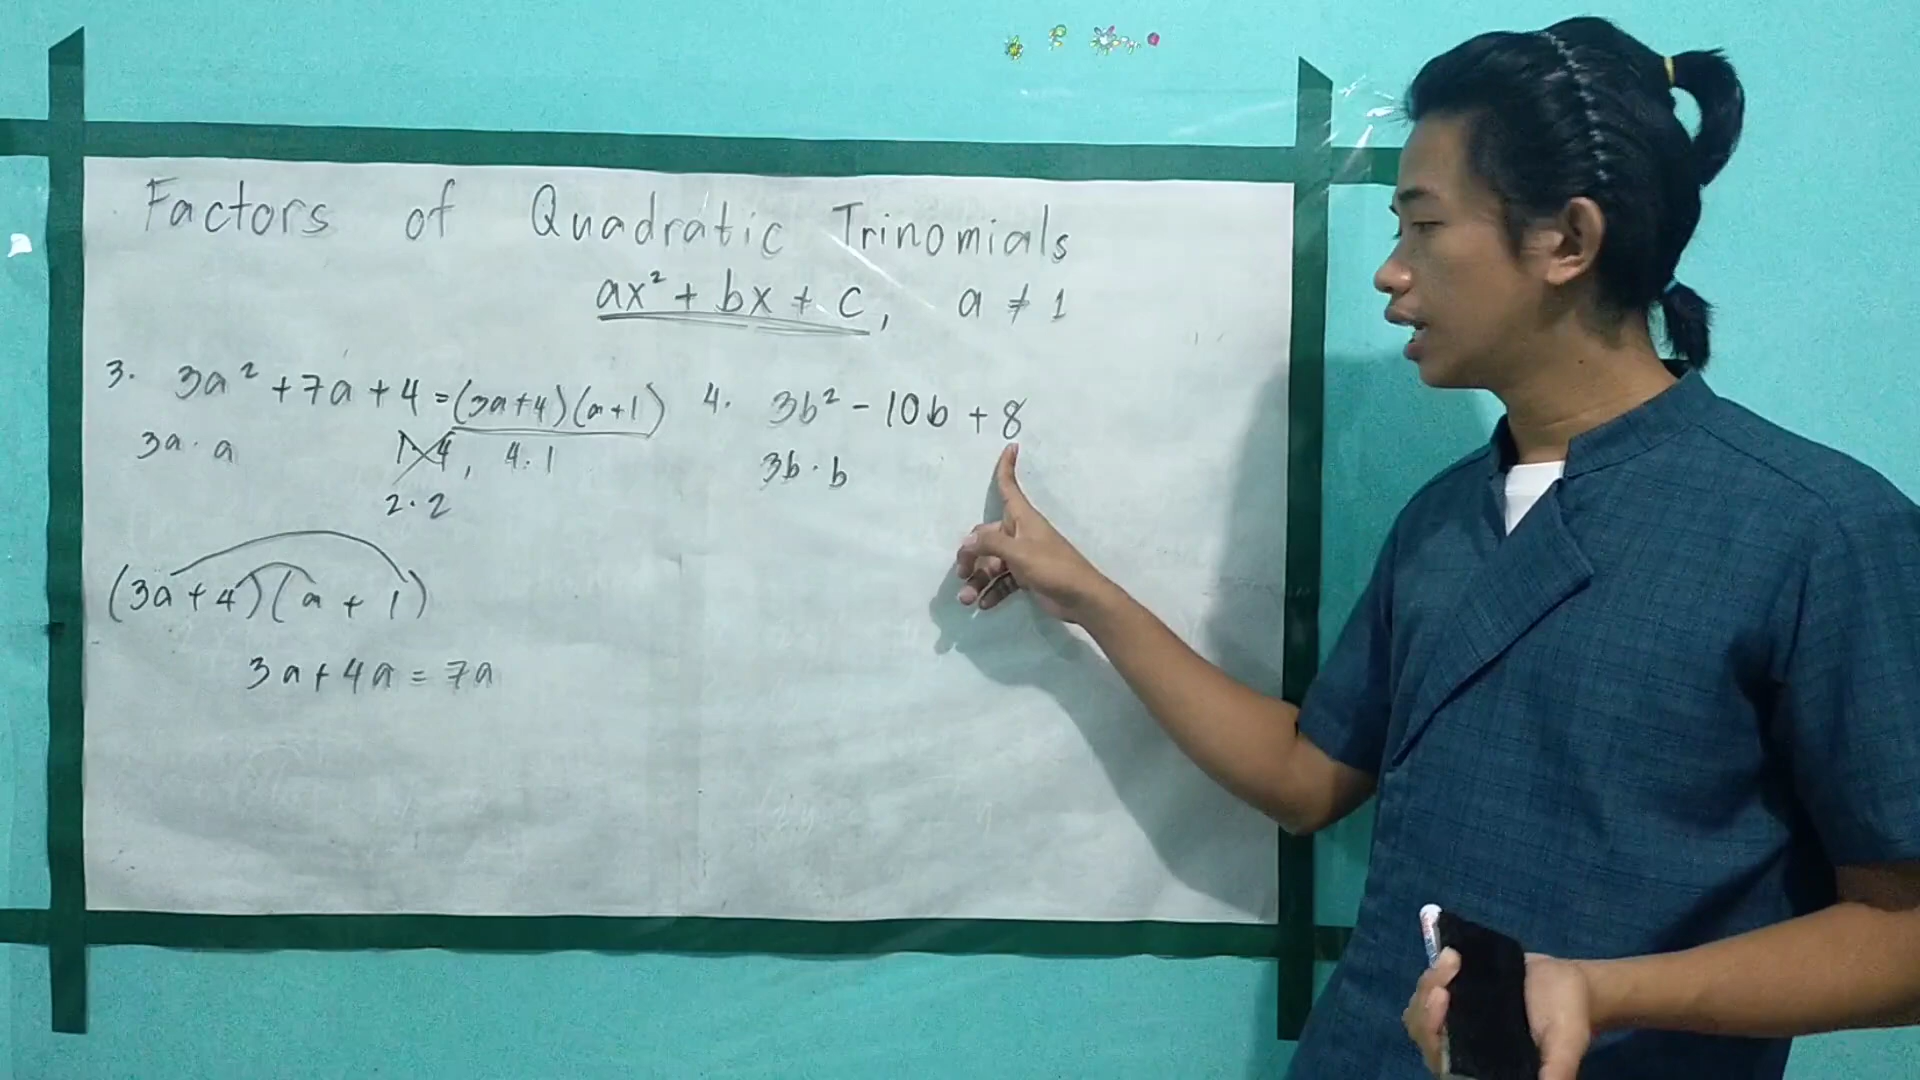 Factors of Quadratic Trinomials
ax² + bx + c, a ≠ 1
3. 3a² + 7a + 4 = (3a+4)(a+1)
3a · a
1·4, 4·1
2·2
(3a+4)(a + 1)
3a + 4a = 7a
4. 3b² - 10b + 8
3b · b